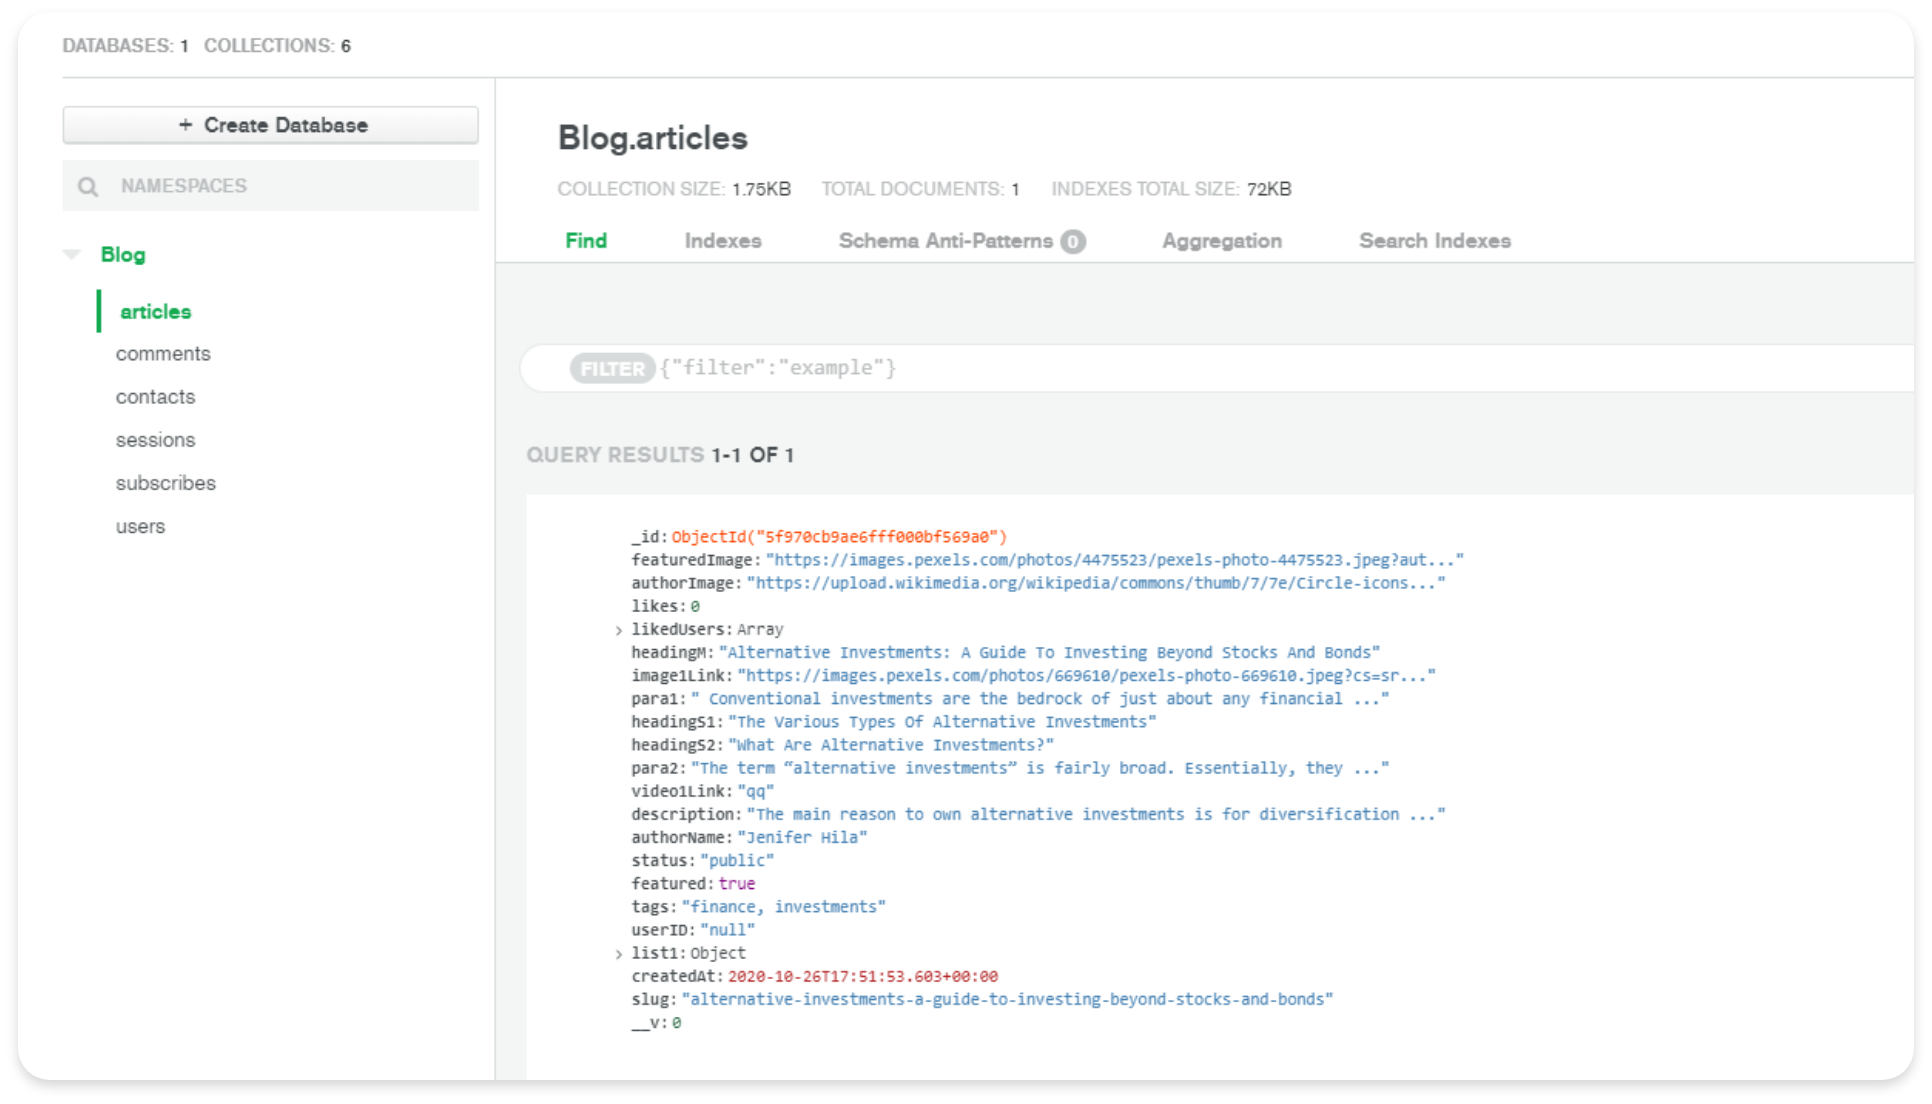 DATABASES: 1 COLLECTIONS: 6
+ Create Database
NAMESPACES
Blog
articles
comments
contacts
sessions
subscribes
users
Blog.articles
COLLECTION SIZE: 1.75KB TOTAL DOCUMENTS: 1 INDEXES TOTAL SIZE: 72KB
Find Indexes Schema Anti-Patterns 0 Aggregation Search Indexes
FILTER {"filter":"example"}
QUERY RESULTS 1-1 OF 1
_id: ObjectId("5f970cb9ae6fff000bf569a0")
featuredImage: "https://images.pexels.com/photos/4475523/pexels-photo-4475523.jpeg?aut..."
authorImage: "https://upload.wikimedia.org/wikipedia/commons/thumb/7/7e/Circle-icons..."
likes: 0
> likedUsers: Array
headingM: "Alternative Investments: A Guide To Investing Beyond Stocks And Bonds"
image1Link: "https://images.pexels.com/photos/669610/pexels-photo-669610.jpeg?cs=sr..."
para1: " Conventional investments are the bedrock of just about any financial ..."
headingS1: "The Various Types Of Alternative Investments"
headingS2: "What Are Alternative Investments?"
para2: "The term “alternative investments” is fairly broad. Essentially, they ..."
video1Link: "qq"
description: "The main reason to own alternative investments is for diversification ..."
authorName: "Jenifer Hila"
status: "public"
featured: true
tags: "finance, investments"
userID: "null"
> list1: Object
createdAt: 2020-10-26T17:51:53.603+00:00
slug: "alternative-investments-a-guide-to-investing-beyond-stocks-and-bonds"
__v: 0